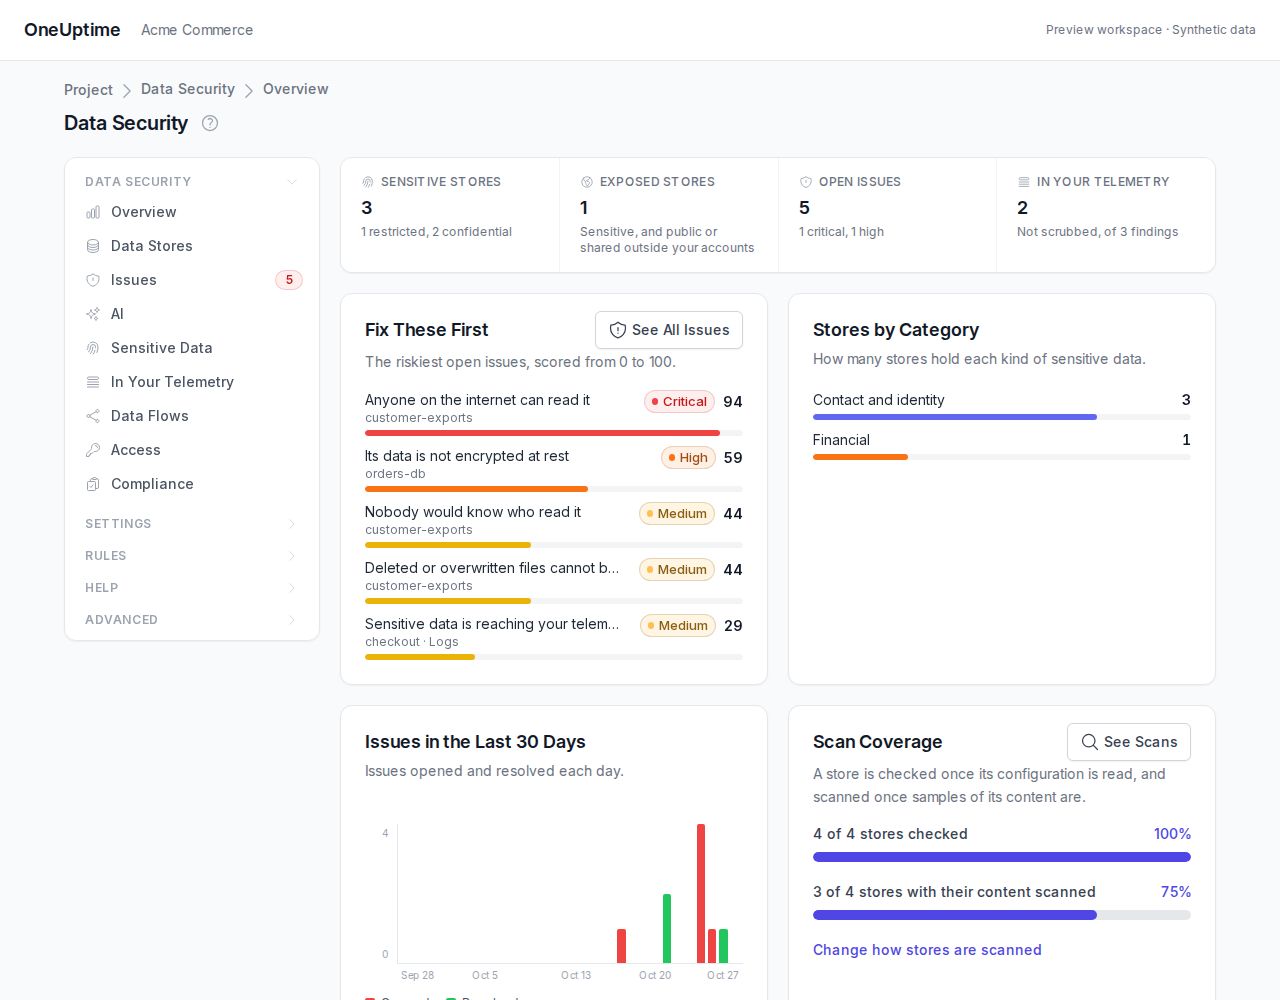 OneUptime
Acme Commerce
Preview workspace · Synthetic data
Project
Data Security
Overview
Data Security
DATA SECURITY
Overview
Data Stores
Issues
5
AI
Sensitive Data
In Your Telemetry
Data Flows
Access
Compliance
SETTINGS
RULES
HELP
ADVANCED
SENSITIVE STORES
3
1 restricted, 2 confidential
EXPOSED STORES
1
Sensitive, and public or
shared outside your accounts
OPEN ISSUES
5
1 critical, 1 high
IN YOUR TELEMETRY
2
Not scrubbed, of 3 findings
Fix These First
See All Issues
The riskiest open issues, scored from 0 to 100.
Anyone on the internet can read it
Critical
94
customer-exports
Its data is not encrypted at rest
High
59
orders-db
Nobody would know who read it
Medium
44
customer-exports
Deleted or overwritten files cannot b...
Medium
44
customer-exports
Sensitive data is reaching your telem...
Medium
29
checkout · Logs
Stores by Category
How many stores hold each kind of sensitive data.
Contact and identity
3
Financial
1
Issues in the Last 30 Days
Issues opened and resolved each day.
4
0
Sep 28
Oct 5
Oct 13
Oct 20
Oct 27
Scan Coverage
See Scans
A store is checked once its configuration is read, and
scanned once samples of its content are.
4 of 4 stores checked
100%
3 of 4 stores with their content scanned
75%
Change how stores are scanned